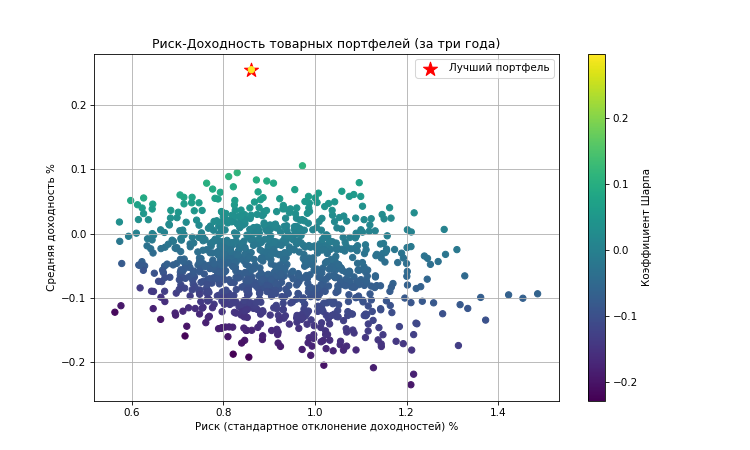 Риск-Доходность товарных портфелей (за три года)
Лучший портфель
Средняя доходность %
0.2
0.1
0.0
−0.1
−0.2
0.6 0.8 1.0 1.2 1.4
Риск (стандартное отклонение доходностей) %
0.2
0.1
0.0
−0.1
−0.2
Коэффициент Шарпа